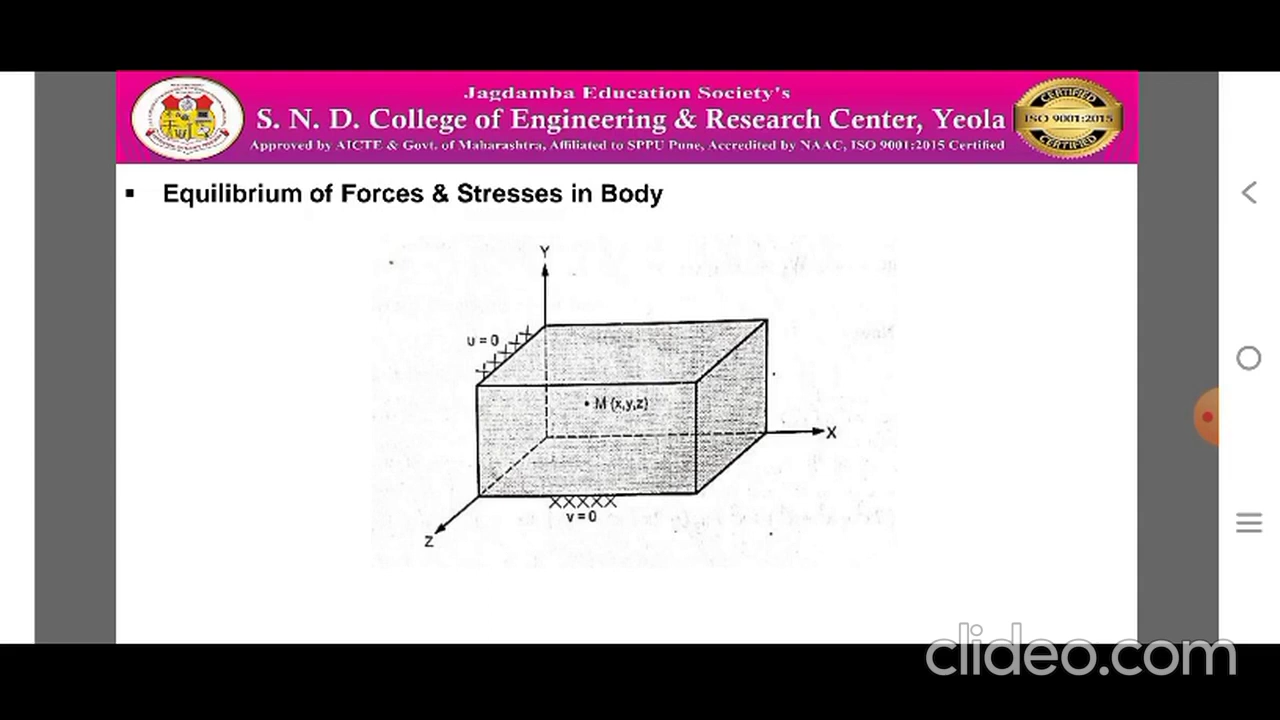 Jagdamba Education Society's
S. N. D. College of Engineering & Research Center, Yeola
Approved by AICTE & Govt. of Maharashtra, Affiliated to SPPU Pune, Accredited by NAAC, ISO 9001:2015 Certified
CERTIFIED
ISO 9001:2015
CERTIFIED
▪ Equilibrium of Forces & Stresses in Body
Y
u = 0
M (x,y,z)
X
v = 0
Z
clideo.com